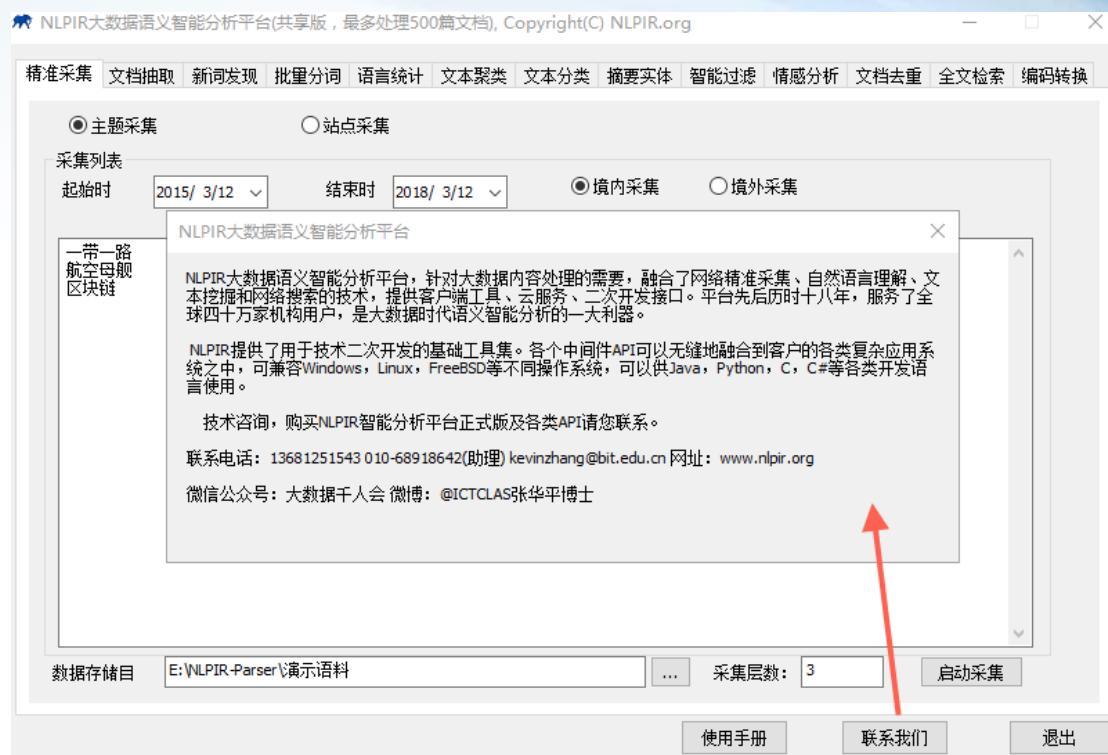 NLPIR大数据语义智能分析平台(共享版，最多处理500篇文档), Copyright(C) NLPIR.org
精准采集 文档抽取 新词发现 批量分词 语言统计 文本聚类 文本分类 摘要实体 智能过滤 情感分析 文档去重 全文检索 编码转换
主题采集 站点采集
采集列表
起始时 2015/ 3/12 结束时 2018/ 3/12 境内采集 境外采集
一带一路
航空母舰
区块链
NLPIR大数据语义智能分析平台
NLPIR大数据语义智能分析平台，针对大数据内容处理的需要，融合了网络精准采集、自然语言理解、文
本挖掘和网络搜索的技术，提供客户端工具、云服务、二次开发接口。平台先后历时十八年，服务了全
球四十万家机构用户，是大数据时代语义智能分析的一大利器。
NLPIR提供了用于技术二次开发的基础工具集。各个中间件API可以无缝地融合到客户的各类复杂应用系
统之中，可兼容Windows，Linux，FreeBSD等不同操作系统，可以供Java，Python，C，C#等各类开发语
言使用。
技术咨询，购买NLPIR智能分析平台正式版及各类API请您联系。
联系电话：13681251543 010-68918642(助理) kevinzhang@bit.edu.cn 网址：www.nlpir.org
微信公众号：大数据千人会 微博：@ICTCLAS张华平博士
数据存储目 E:\NLPIR-Parser\演示语料 ... 采集层数： 3 启动采集
使用手册 联系我们 退出